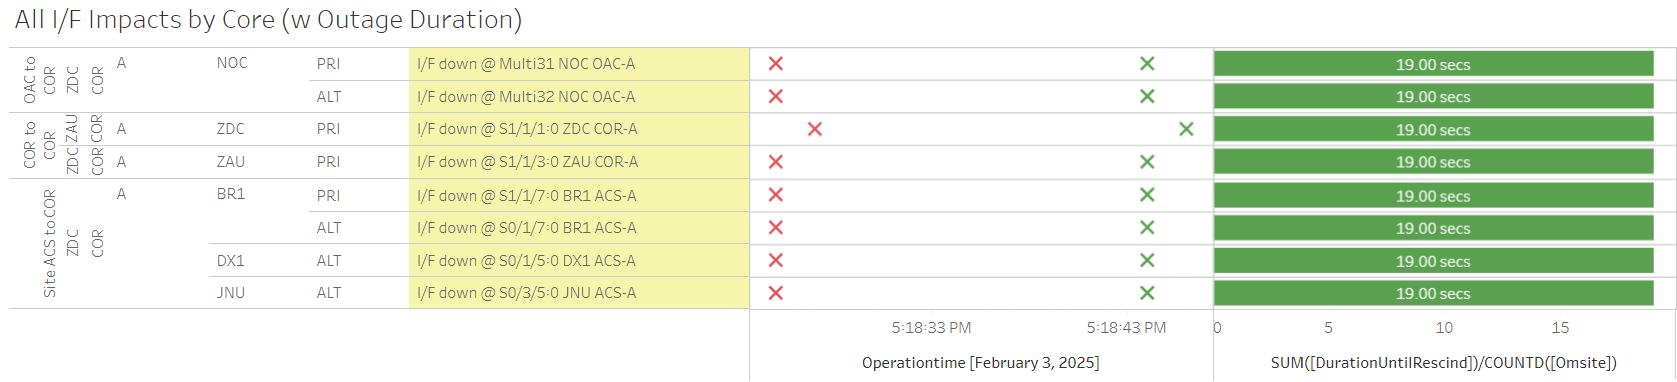 All I/F Impacts by Core (w Outage Duration)
OAC to COR ZDC COR A NOC PRI I/F down @ Multi31 NOC OAC-A 19.00 secs
ALT I/F down @ Multi32 NOC OAC-A 19.00 secs
COR to COR ZAU COR A ZDC PRI I/F down @ S1/1/1:0 ZDC COR-A 19.00 secs
ZDC COR A ZAU PRI I/F down @ S1/1/3:0 ZAU COR-A 19.00 secs
Site ACS to COR ZDC COR A BR1 PRI I/F down @ S1/1/7:0 BR1 ACS-A 19.00 secs
ALT I/F down @ S0/1/7:0 BR1 ACS-A 19.00 secs
DX1 ALT I/F down @ S0/1/5:0 DX1 ACS-A 19.00 secs
JNU ALT I/F down @ S0/3/5:0 JNU ACS-A 19.00 secs
5:18:33 PM 5:18:43 PM 0 5 10 15
Operationtime [February 3, 2025] SUM([DurationUntilRescind])/COUNTD([Omsite])